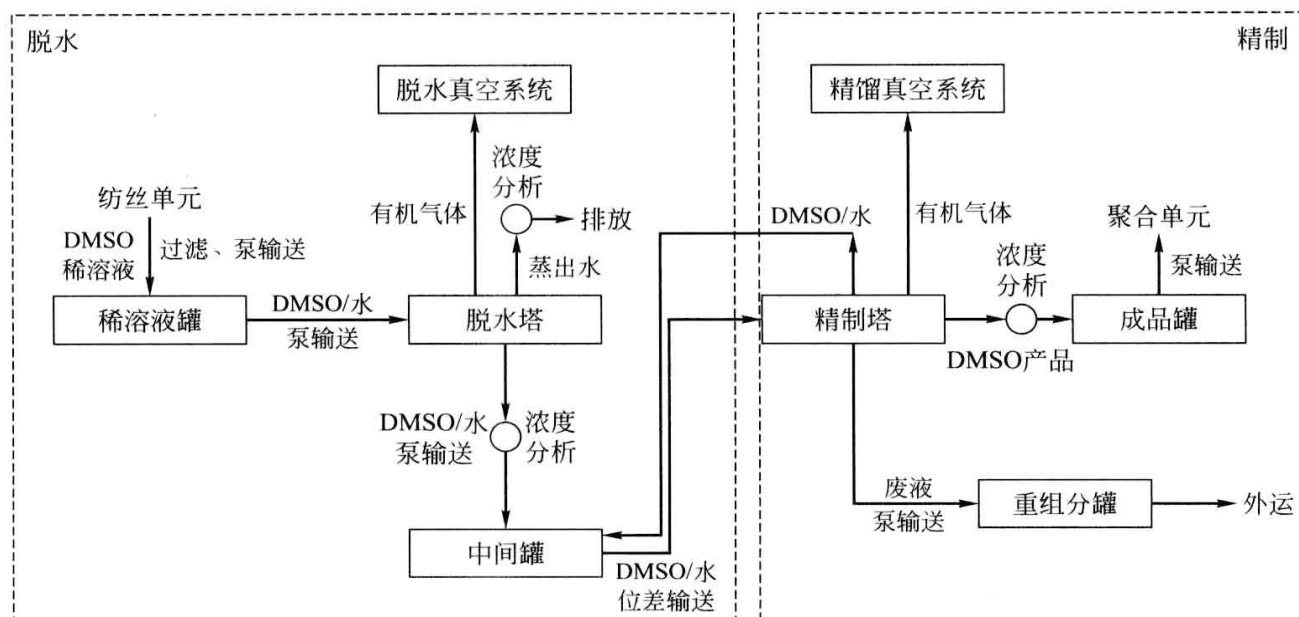 脱水
精制
脱水真空系统
精馏真空系统
浓度
分析
纺丝单元
有机气体
排放
DMSO/水
有机气体
聚合单元
DMSO
稀溶液
过滤、泵输送
蒸出水
浓度
分析
泵输送
稀溶液罐
DMSO/水
泵输送
脱水塔
精制塔
成品罐
DMSO产品
DMSO/水
泵输送
浓度
分析
废液
泵输送
重组分罐
外运
中间罐
DMSO/水
位差输送